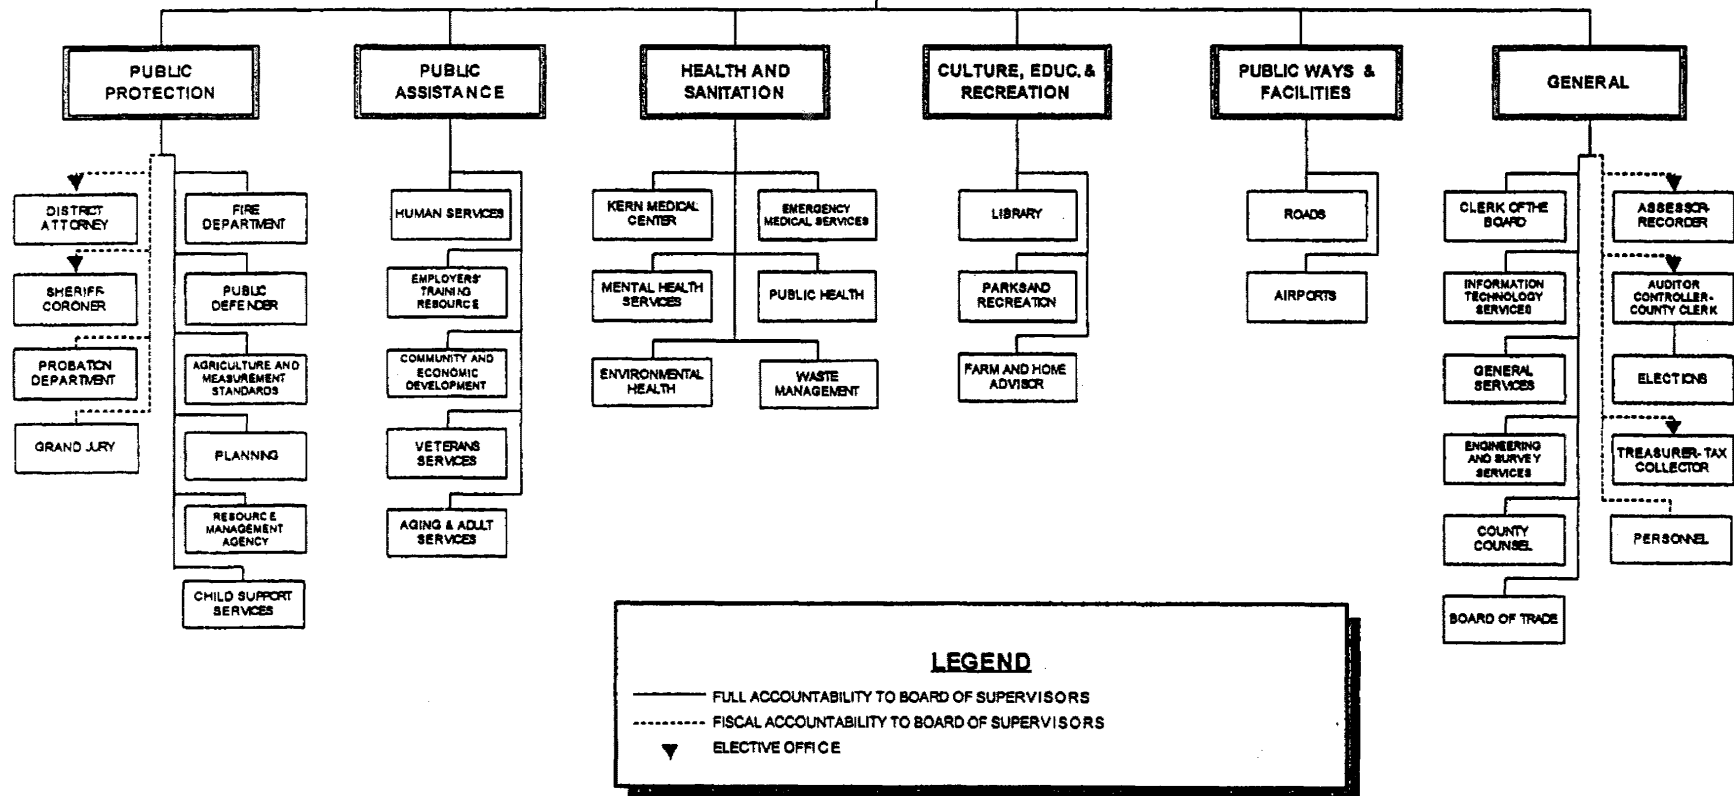 PUBLIC
PROTECTION
PUBLIC
ASSISTANCE
HEALTH AND
SANITATION
CULTURE, EDUC. &
RECREATION
PUBLIC WAYS &
FACILITIES
GENERAL
DISTRICT
ATTORNEY
FIRE
DEPARTMENT
SHERIFF-
CORONER
PUBLIC
DEFENDER
PROBATION
DEPARTMENT
AGRICULTURE AND
MEASUREMENT
STANDARDS
GRAND JURY
PLANNING
RESOURCE
MANAGEMENT
AGENCY
CHILD SUPPORT
SERVICES
HUMAN SERVICES
EMPLOYERS'
TRAINING
RESOURCE
COMMUNITY AND
ECONOMIC
DEVELOPMENT
VETERANS
SERVICES
AGING & ADULT
SERVICES
KERN MEDICAL
CENTER
EMERGENCY
MEDICAL SERVICES
MENTAL HEALTH
SERVICES
PUBLIC HEALTH
ENVIRONMENTAL
HEALTH
WASTE
MANAGEMENT
LIBRARY
PARKS AND
RECREATION
FARM AND HOME
ADVISOR
ROADS
AIRPORTS
CLERK OF THE
BOARD
ASSESSOR-
RECORDER
INFORMATION
TECHNOLOGY
SERVICES
AUDITOR
CONTROLLER-
COUNTY CLERK
GENERAL
SERVICES
ELECTIONS
ENGINEERING
AND SURVEY
SERVICES
TREASURER-TAX
COLLECTOR
COUNTY
COUNSEL
PERSONNEL
BOARD OF TRADE
LEGEND
FULL ACCOUNTABILITY TO BOARD OF SUPERVISORS
FISCAL ACCOUNTABILITY TO BOARD OF SUPERVISORS
ELECTIVE OFFICE